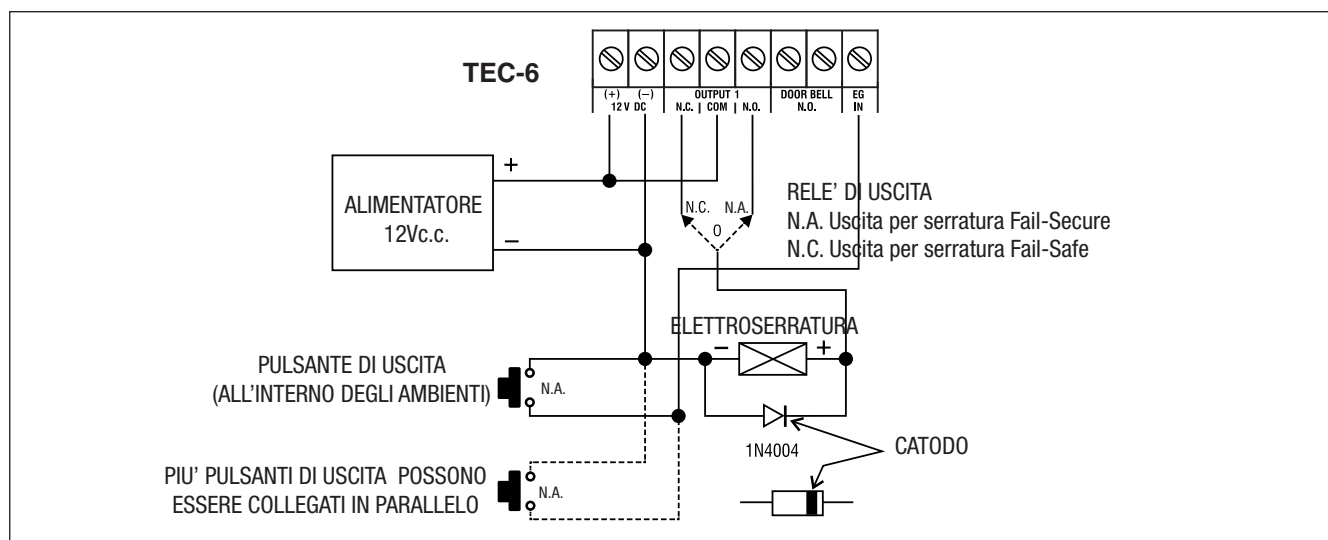 TEC-6
(+) (−) OUTPUT 1 DOOR BELL EG
12 V DC N.C. | COM | N.O. N.O. IN
+
ALIMENTATORE
12Vc.c.
−
N.C. N.A.
O
RELE' DI USCITA
N.A. Uscita per serratura Fail-Secure
N.C. Uscita per serratura Fail-Safe
ELETTROSERRATURA
− +
PULSANTE DI USCITA
(ALL'INTERNO DEGLI AMBIENTI)
N.A.
1N4004
CATODO
PIU' PULSANTI DI USCITA POSSONO
ESSERE COLLEGATI IN PARALLELO
N.A.